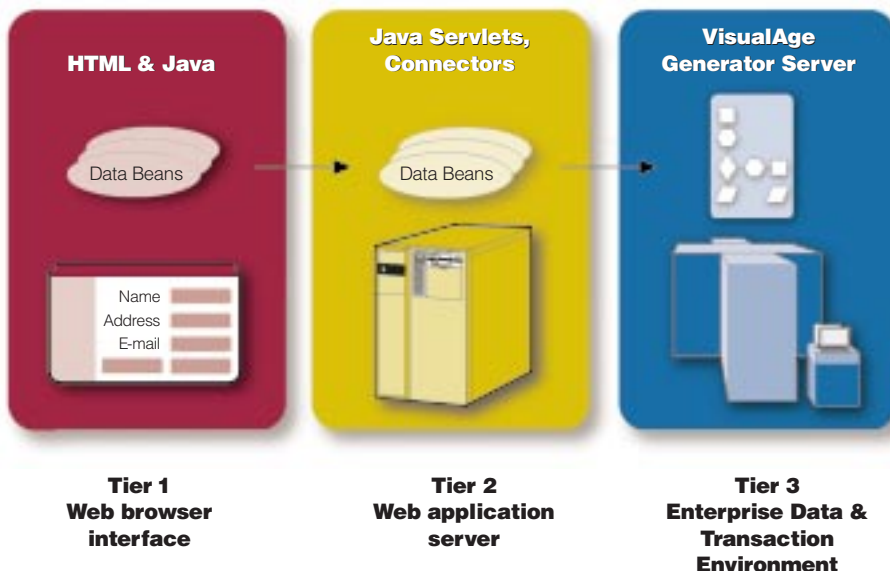 HTML & Java
Java Servlets,
Connectors
VisualAge
Generator Server
Data Beans
Data Beans
Name
Address
E-mail
Tier 1
Web browser
interface
Tier 2
Web application
server
Tier 3
Enterprise Data &
Transaction
Environment